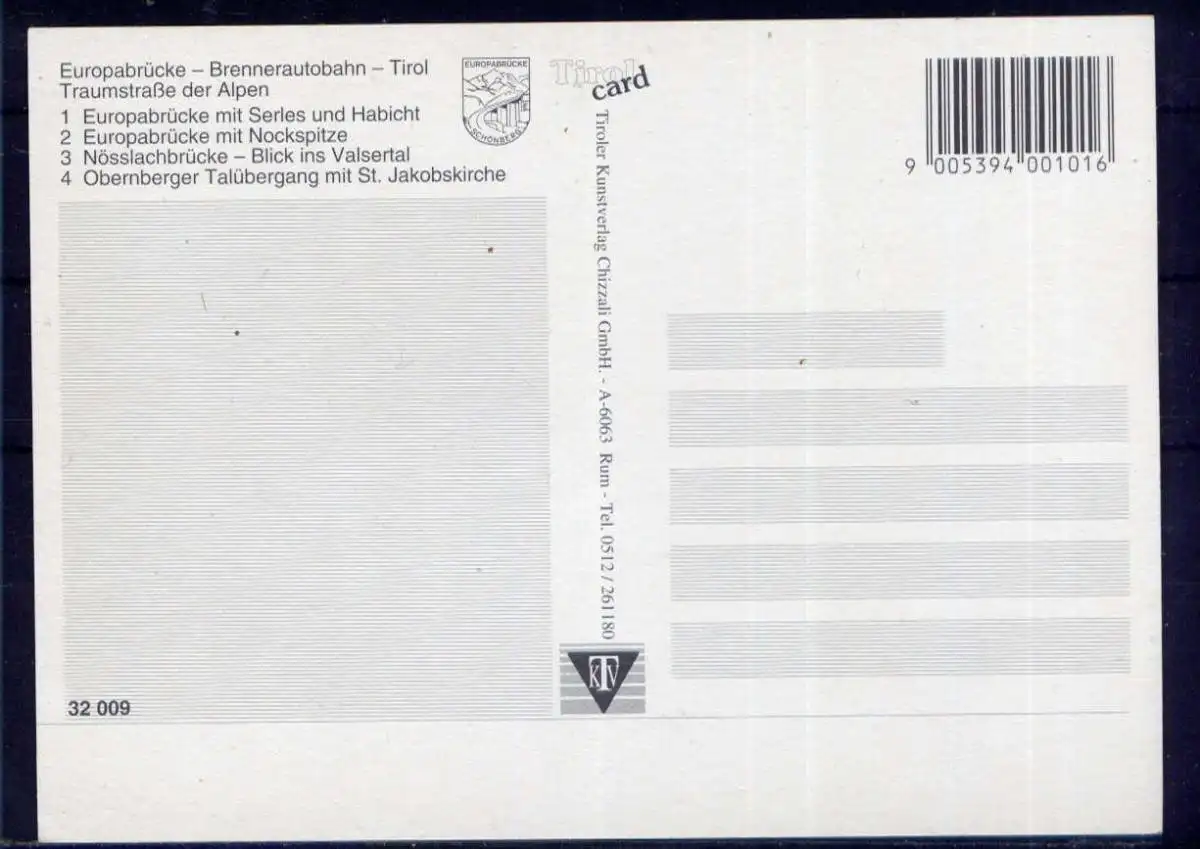 Europabrücke – Brennerautobahn – Tirol
Traumstraße der Alpen
1 Europabrücke mit Serles und Habicht
2 Europabrücke mit Nockspitze
3 Nösslachbrücke – Blick ins Valsertal
4 Obernberger Talübergang mit St. Jakobskirche
EUROPABRÜCKE
SCHÖNBERG
Tirol
card
Tiroler Kunstverlag Chizzali GmbH. - A-6063 Rum - Tel. 0512 / 261180
KTV
9 005394 001016
32 009